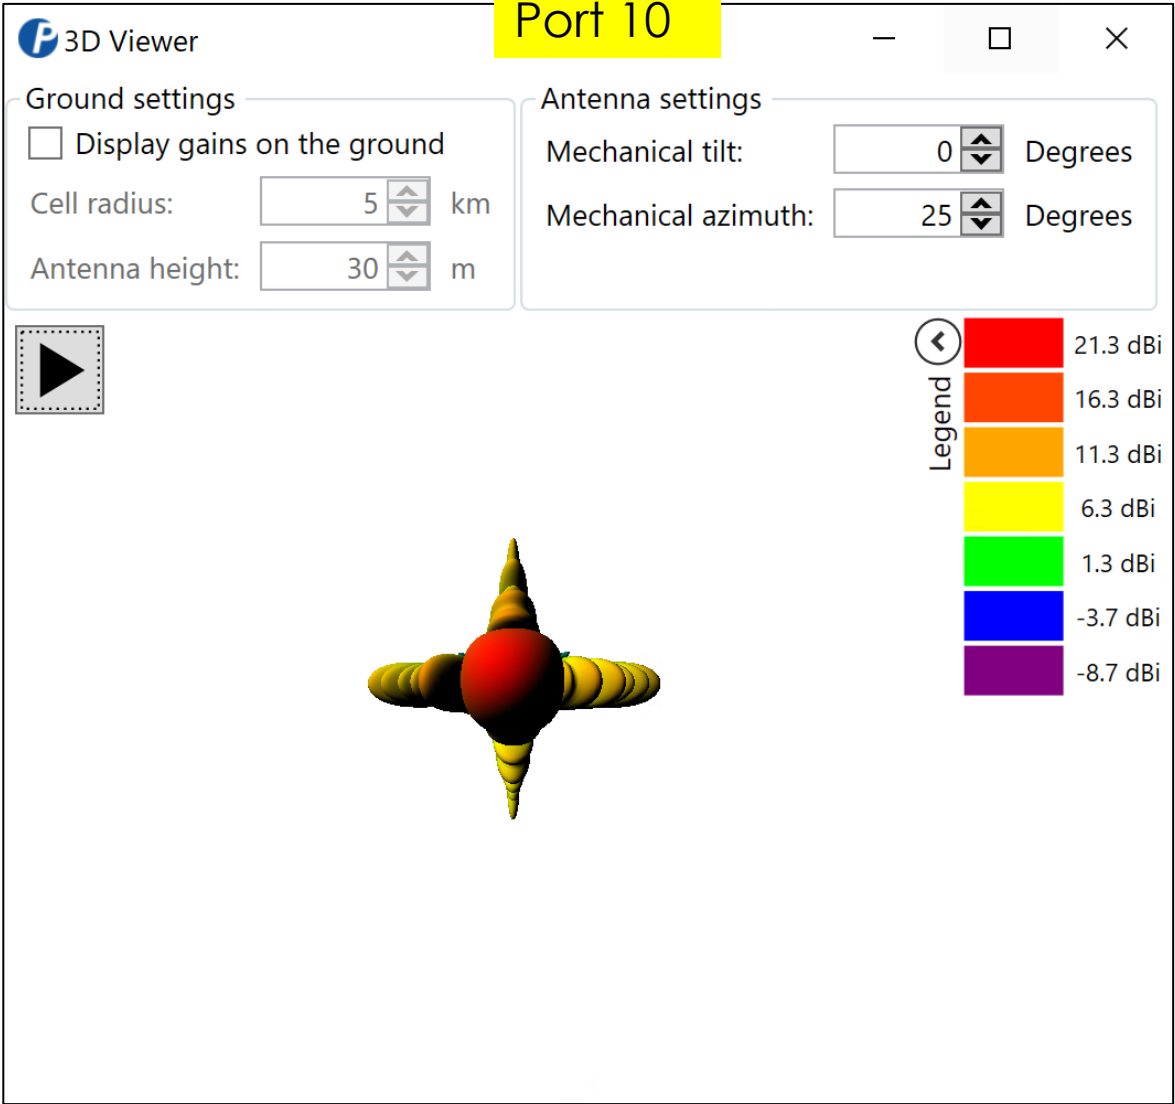 Port 10
3D Viewer
Ground settings
Display gains on the ground
Cell radius: 5 km
Antenna height: 30 m
Antenna settings
Mechanical tilt: 0 Degrees
Mechanical azimuth: 25 Degrees
Legend
21.3 dBi
16.3 dBi
11.3 dBi
6.3 dBi
1.3 dBi
-3.7 dBi
-8.7 dBi